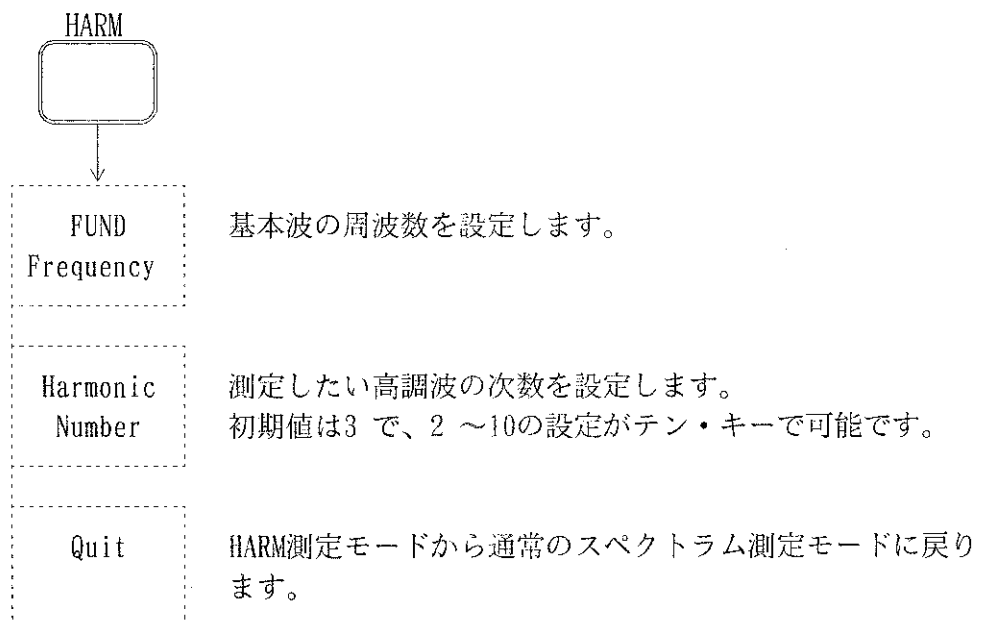 HARM
FUND
Frequency
基本波の周波数を設定します。
Harmonic
Number
測定したい高調波の次数を設定します。
初期値は3 で、2 ～10の設定がテン・キーで可能です。
Quit
HARM測定モードから通常のスペクトラム測定モードに戻り
ます。